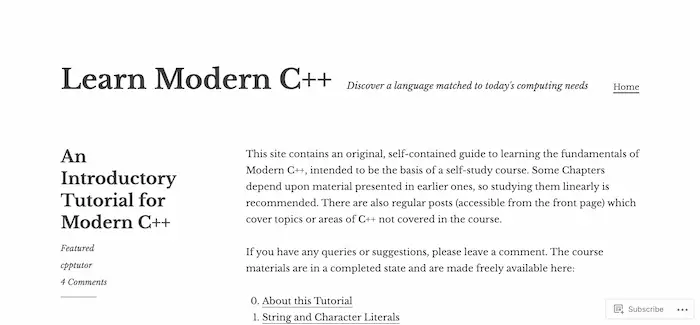 Learn Modern C++ Discover a language matched to today's computing needs Home
An
Introductory
Tutorial for
Modern C++
Featured
cpptutor
4 Comments
This site contains an original, self-contained guide to learning the fundamentals of
Modern C++, intended to be the basis of a self-study course. Some Chapters
depend upon material presented in earlier ones, so studying them linearly is
recommended. There are also regular posts (accessible from the front page) which
cover topics or areas of C++ not covered in the course.
If you have any queries or suggestions, please leave a comment. The course
materials are in a completed state and are made freely available here:
0. About this Tutorial
1. String and Character Literals
Subscribe